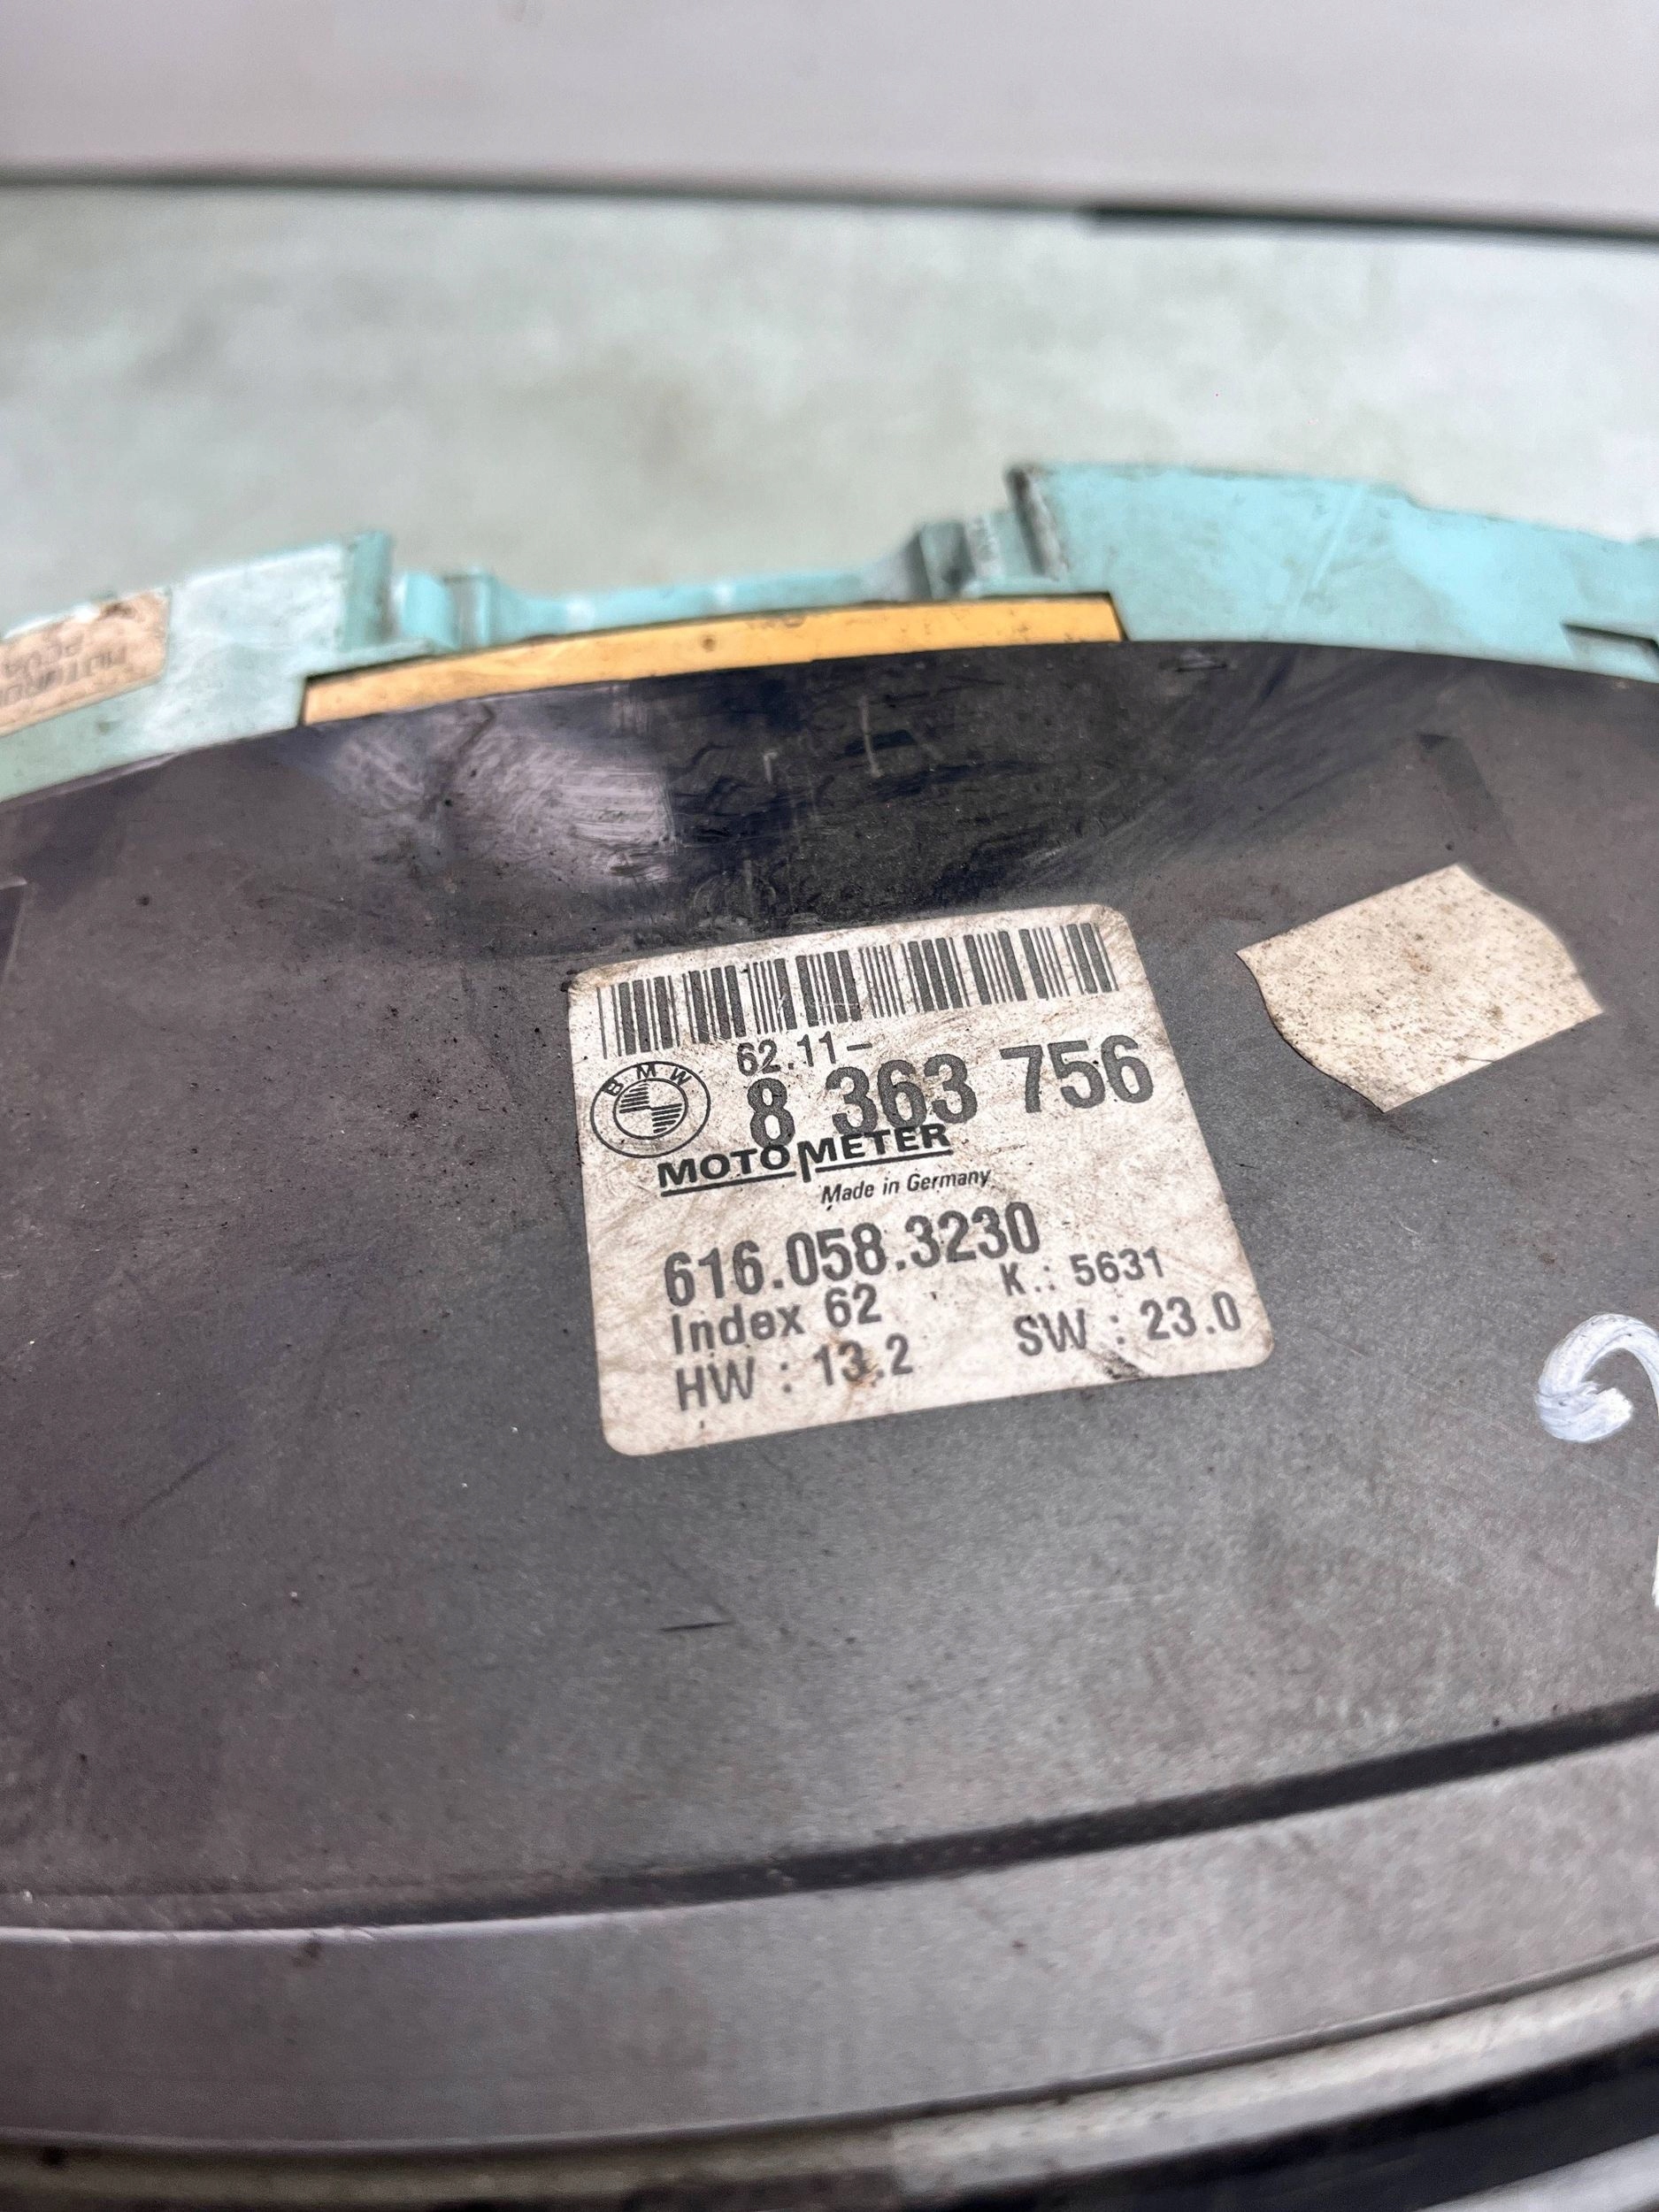 62.11-
BMW
8 363 756
MOTOMETER
Made in Germany
616.058.3230
Index 62 K.: 5631
HW : 13.2 SW : 23.0